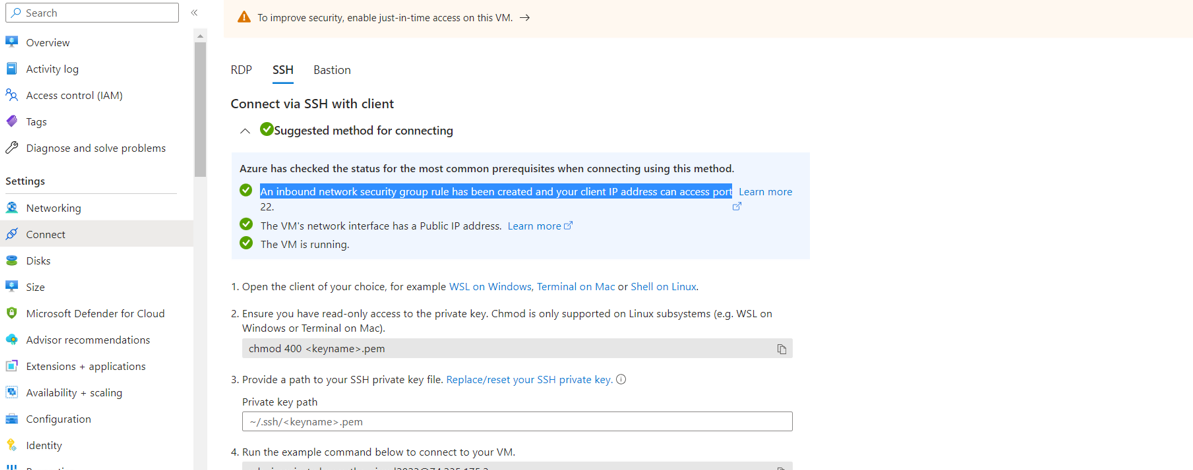 Search
«
To improve security, enable just-in-time access on this VM. →
Overview
Activity log
Access control (IAM)
Tags
Diagnose and solve problems
Settings
Networking
Connect
Disks
Size
Microsoft Defender for Cloud
Advisor recommendations
Extensions + applications
Availability + scaling
Configuration
Identity
RDP SSH Bastion
Connect via SSH with client
Suggested method for connecting
Azure has checked the status for the most common prerequisites when connecting using this method.
An inbound network security group rule has been created and your client IP address can access port Learn more
22.
The VM's network interface has a Public IP address. Learn more
The VM is running.
1. Open the client of your choice, for example WSL on Windows, Terminal on Mac or Shell on Linux.
2. Ensure you have read-only access to the private key. Chmod is only supported on Linux subsystems (e.g. WSL on
Windows or Terminal on Mac).
chmod 400 <keyname>.pem
3. Provide a path to your SSH private key file. Replace/reset your SSH private key.
Private key path
~/.ssh/<keyname>.pem
4. Run the example command below to connect to your VM.